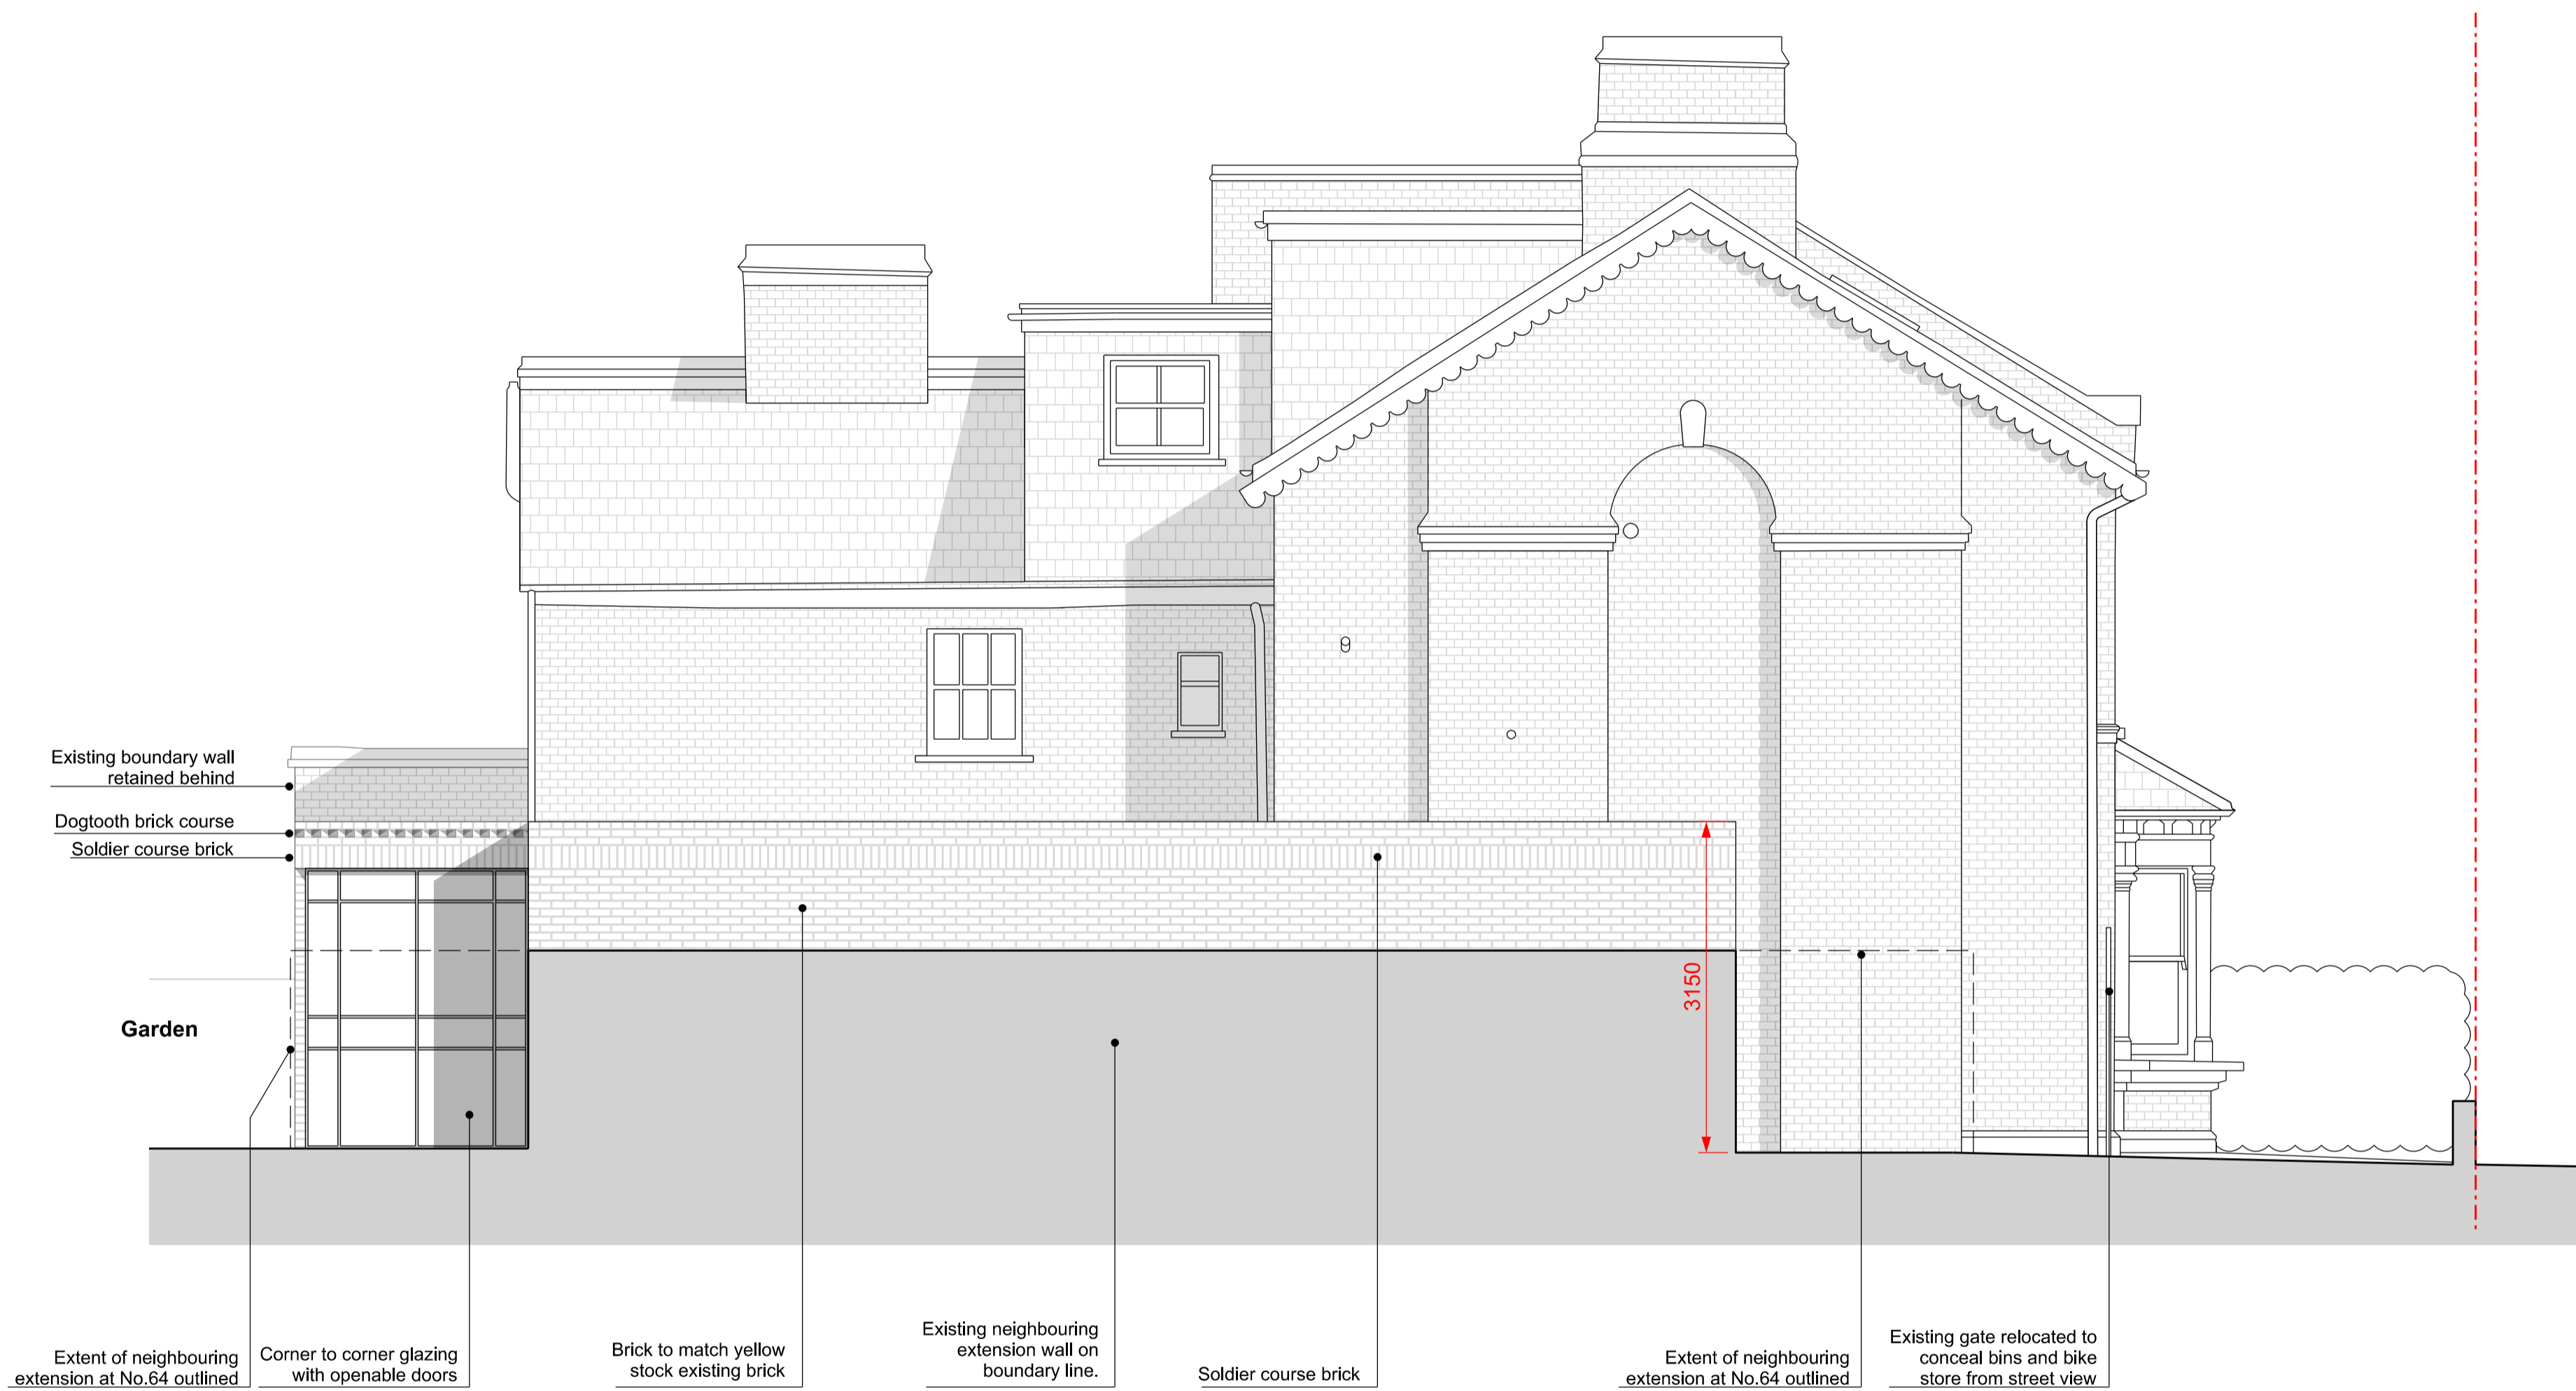 Existing boundary wall
retained behind
Dogtooth brick course
Soldier course brick
3150
Garden
Extent of neighbouring
extension at No.64 outlined
Corner to corner glazing
with openable doors
Brick to match yellow
stock existing brick
Existing neighbouring
extension wall on
boundary line.
Soldier course brick
Extent of neighbouring
extension at No.64 outlined
Existing gate relocated to
conceal bins and bike
store from street view